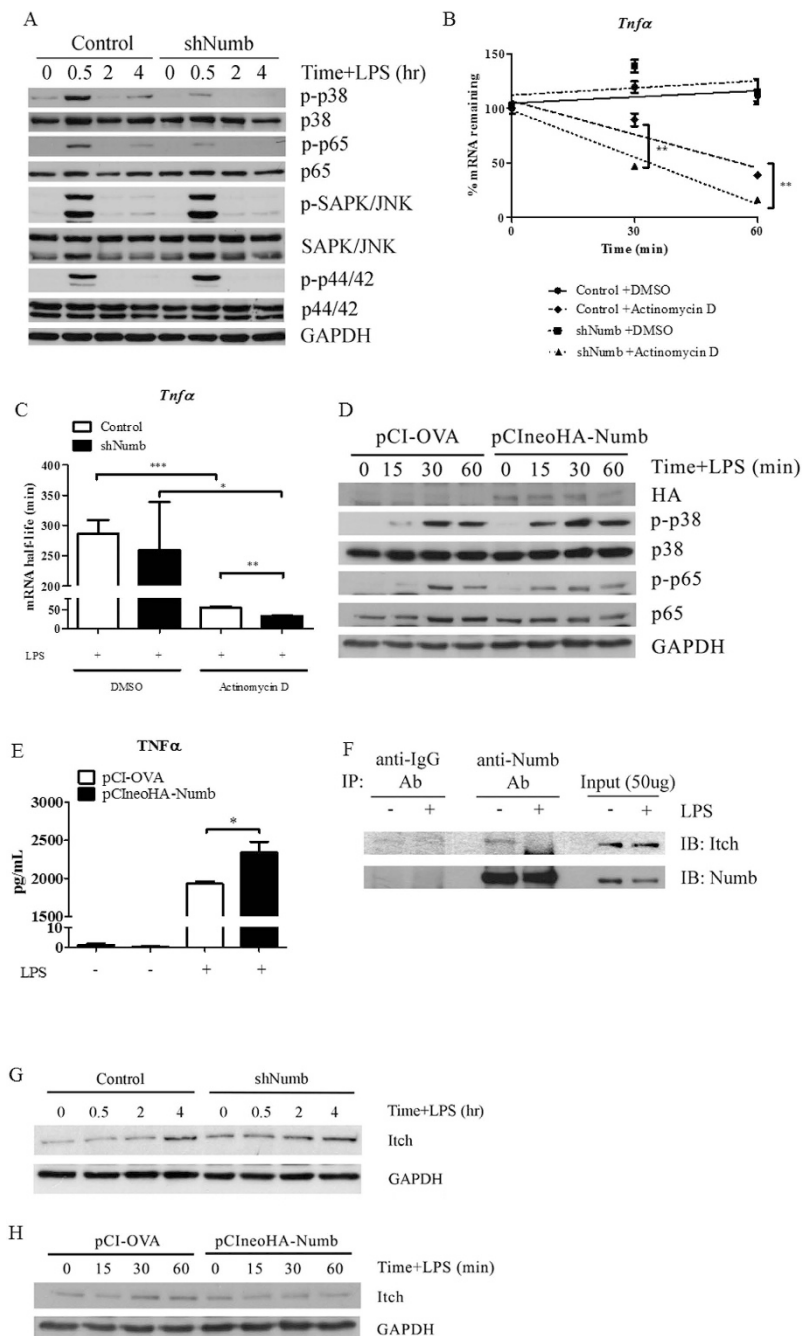 A
Control shNumb
0 0.5 2 4 0 0.5 2 4 Time+LPS (hr)
p-p38
p38
p-p65
p65
p-SAPK/JNK
SAPK/JNK
p-p44/42
p44/42
GAPDH
B
Tnfα
% mRNA remaining
150
100
50
0
**
**
0 30 60
Time (min)
Control +DMSO
Control +Actinomycin D
shNumb +DMSO
shNumb +Actinomycin D
C
Tnfα
Control
shNumb
mRNA half-life (min)
400
350
300
250
200
50
0
***
*
**
LPS + + + +
DMSO Actinomycin D
D
pCI-OVA pCIneoHA-Numb
0 15 30 60 0 15 30 60 Time+LPS (min)
HA
p-p38
p38
p-p65
p65
GAPDH
E
TNFα
pCI-OVA
pCIneoHA-Numb
pg/mL
3000
2500
2000
1500
10
0
*
LPS - - + +
F
IP: anti-IgG Ab anti-Numb Ab Input (50ug)
- + - + - + LPS
IB: Itch
IB: Numb
G
Control shNumb
0 0.5 2 4 0 0.5 2 4 Time+LPS (hr)
Itch
GAPDH
H
pCI-OVA pCIneoHA-Numb
0 15 30 60 0 15 30 60 Time+LPS (min)
Itch
GAPDH